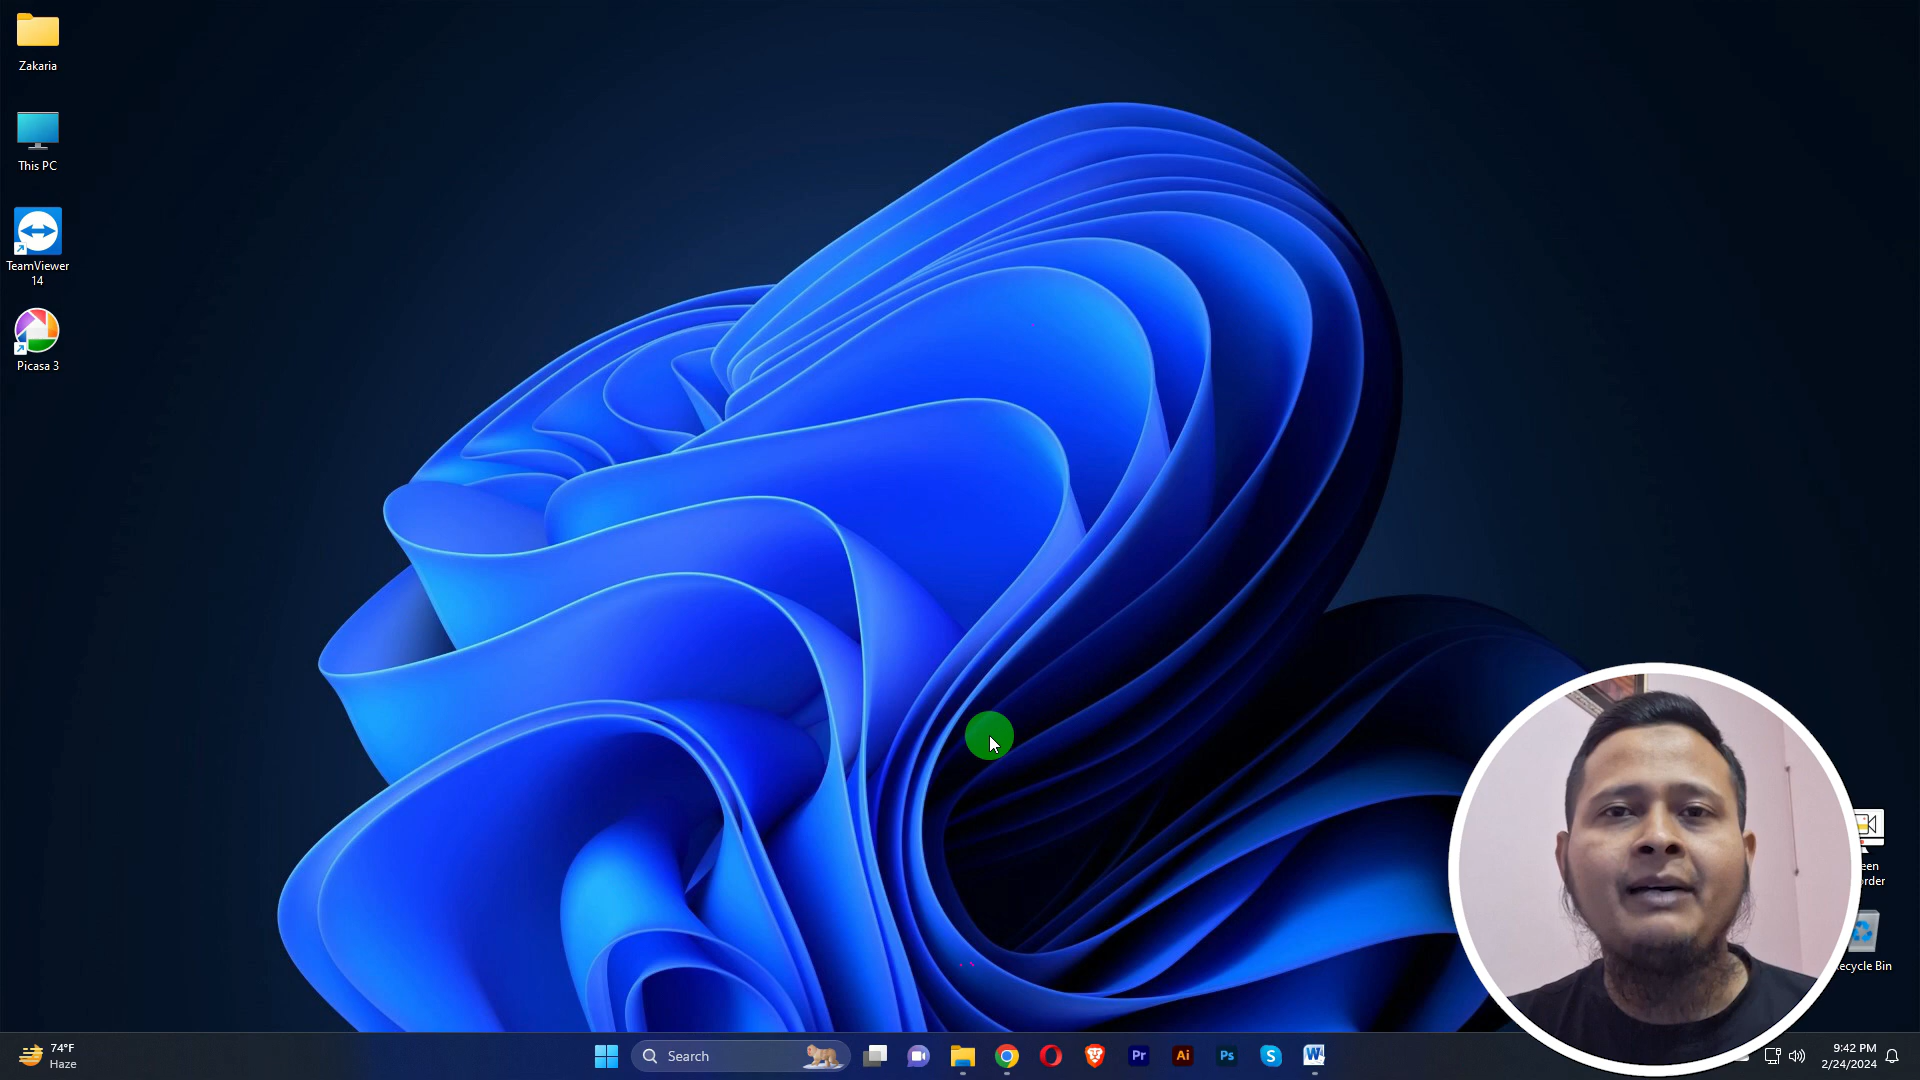 Zakaria
This PC
TeamViewer
14
Picasa 3
een
order
ecycle Bin
74°F
Haze
Search
Pr
Ai
Ps
S
W
9:42 PM
2/24/2024